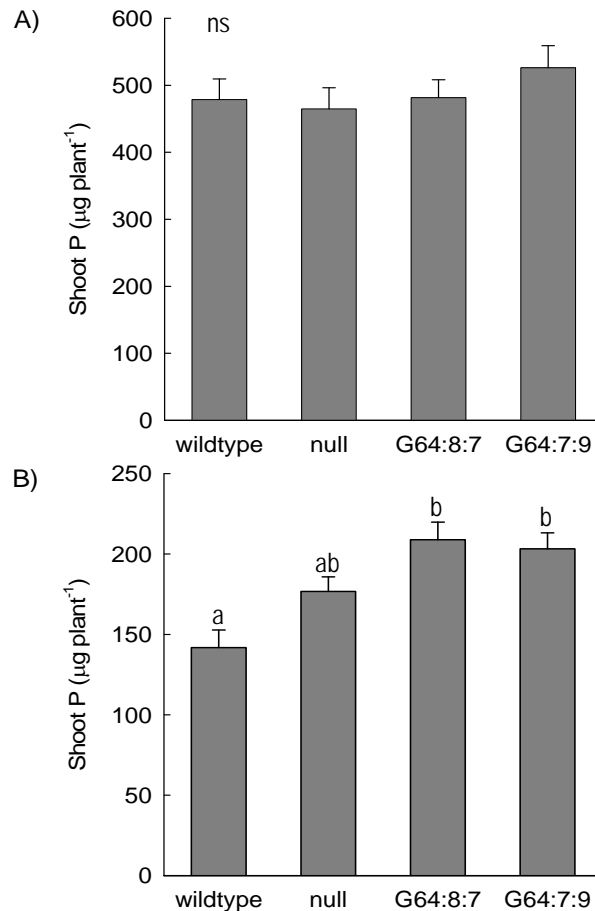 A)
600
500
400
300
200
100
0
Shoot P (μg plant⁻¹)
ns
wildtype null G64:8:7 G64:7:9
B)
250
200
150
100
50
0
Shoot P (μg plant⁻¹)
a ab b b
wildtype null G64:8:7 G64:7:9